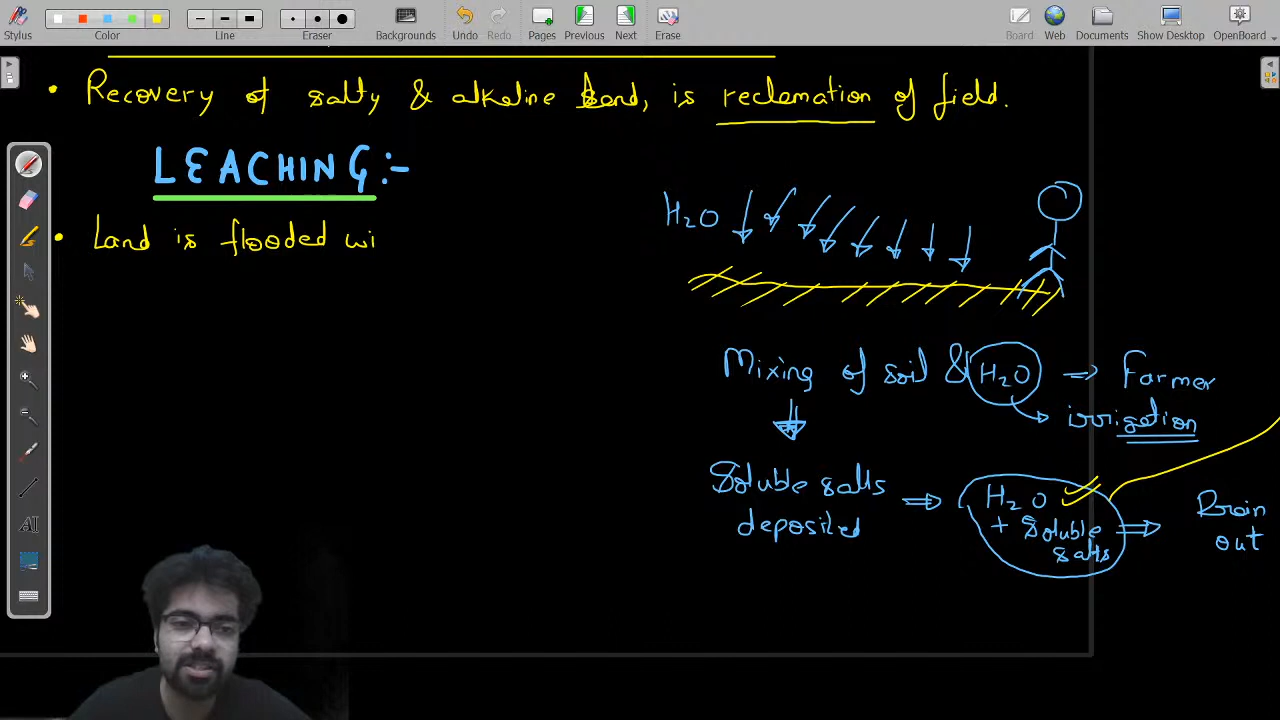 Stylus Color Line Eraser Backgrounds Undo Redo Pages Previous Next Erase Board Web Documents Show Desktop OpenBoard
• Recovery of salty & alkaline land, is reclamation of field.
LEACHING:-
H₂O
• Land is flooded wi
Mixing of soil & H₂O => Farmer
irrigation
Soluble salts deposited => H₂O + Soluble salts => Drain out